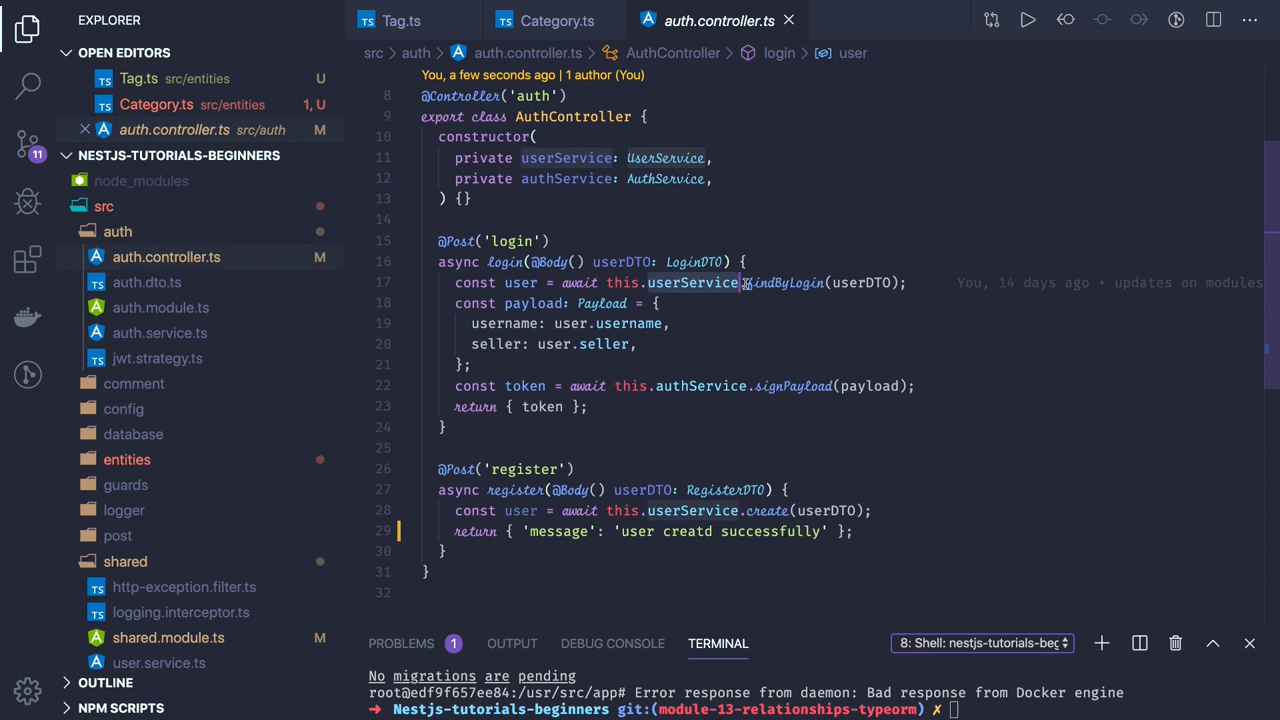 EXPLORER
OPEN EDITORS
TS Tag.ts src/entities U
TS Category.ts src/entities 1, U
auth.controller.ts src/auth M
NESTJS-TUTORIALS-BEGINNERS
node_modules
src
auth
auth.controller.ts M
TS auth.dto.ts
auth.module.ts
auth.service.ts
TS jwt.strategy.ts
comment
config
database
entities
guards
logger
post
shared
TS http-exception.filter.ts
TS logging.interceptor.ts
shared.module.ts M
TS user.service.ts
OUTLINE
NPM SCRIPTS
11
TS Tag.ts
TS Category.ts
auth.controller.ts
src > auth > auth.controller.ts > AuthController > login > user
You, a few seconds ago | 1 author (You)
8 @Controller('auth')
9 export class AuthController {
10 constructor(
11 private userService: UserService,
12 private authService: AuthService,
13 ) {}
14
15 @Post('login')
16 async login(@Body() userDTO: LoginDTO) {
17 const user = await this.userService.findByLogin(userDTO); You, 14 days ago • updates on modules
18 const payload: Payload = {
19 username: user.username,
20 seller: user.seller,
21 };
22 const token = await this.authService.signPayload(payload);
23 return { token };
24 }
25
26 @Post('register')
27 async register(@Body() userDTO: RegisterDTO) {
28 const user = await this.userService.create(userDTO);
29 return { 'message': 'user creatd successfully' };
30 }
31 }
32
PROBLEMS 1 OUTPUT DEBUG CONSOLE TERMINAL 8: Shell: nestjs-tutorials-beg
No migrations are pending
root@edf9f657ee84:/usr/src/app# Error response from daemon: Bad response from Docker engine
➜ Nestjs-tutorials-beginners git:(module-13-relationships-typeorm) ✗